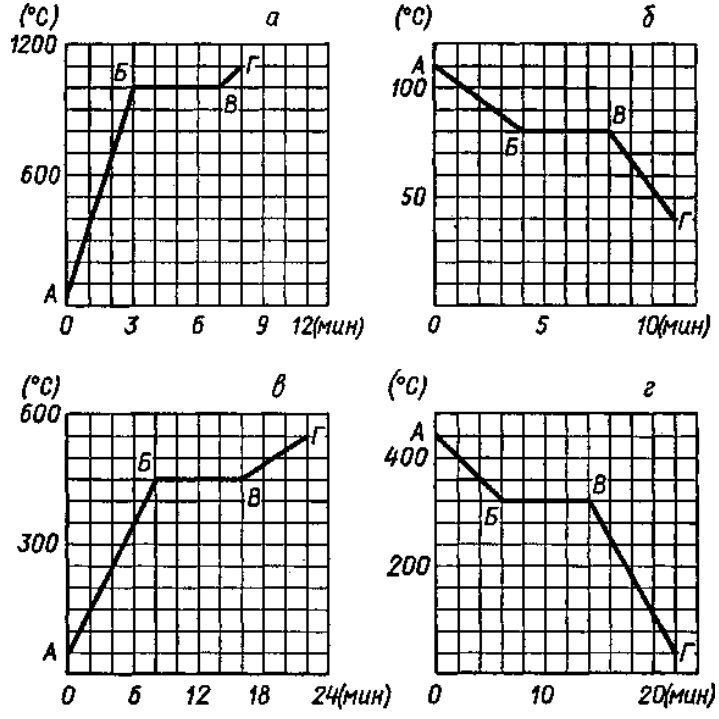 (°C) а
1200
Б Г
В
600
А
0 3 6 9 12(мин)
(°C) б
А
100
В
Б
50
Г
0 5 10(мин)
(°C) в
600
Г
Б
В
300
А
0 6 12 18 24(мин)
(°C) г
А
400
В
Б
200
Г
0 10 20(мин)